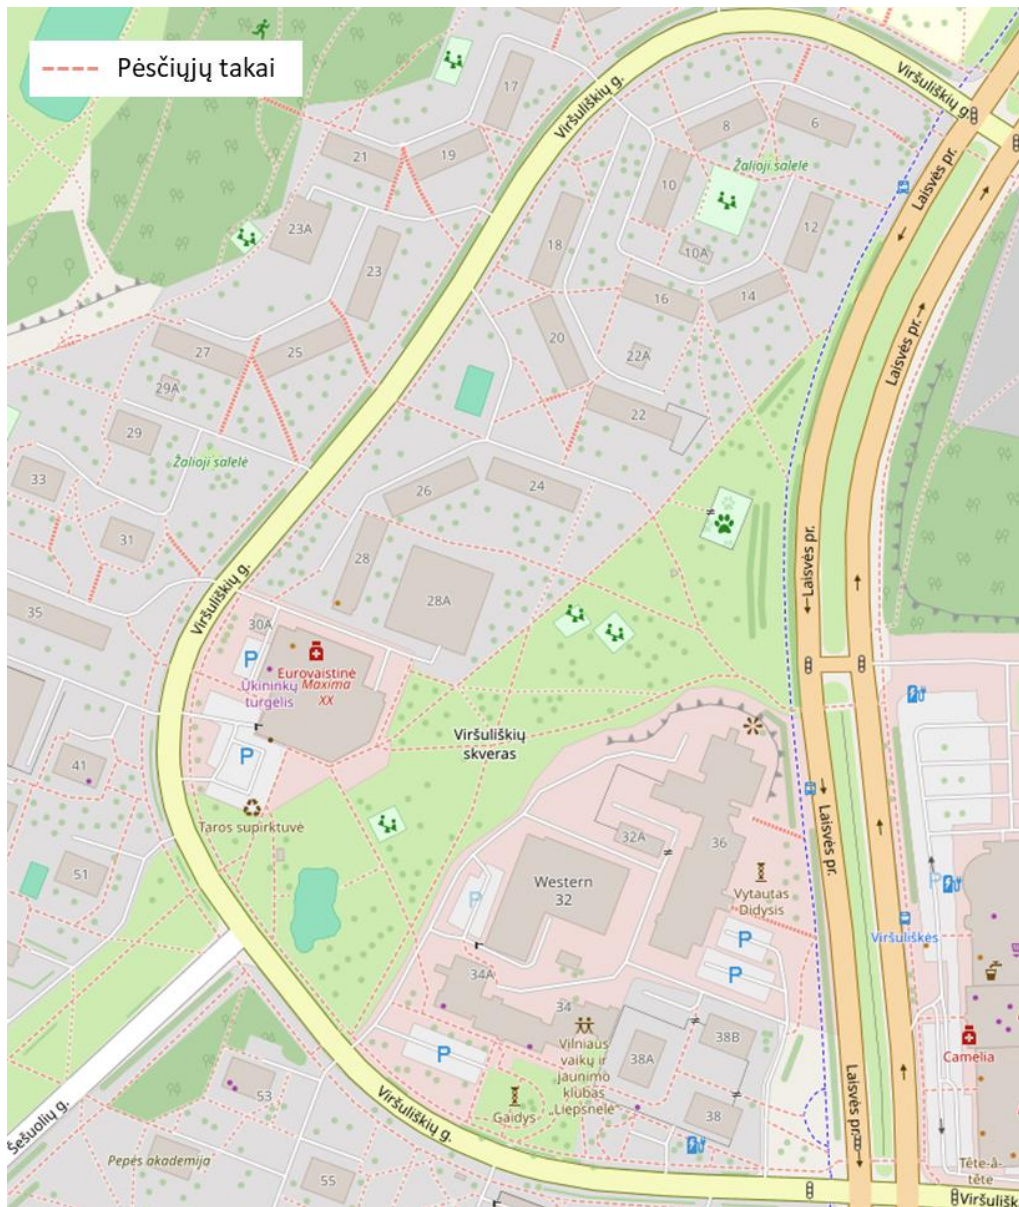 Pėsčiųjų takai
Viršuliškių g.
Laisvės pr.
17
8
6
Viršuliškių g.
21
19
Žalioji salelė
10
Laisvės pr.
23A
12
18
10A
23
16
14
Laisvės pr.
27
25
20
22A
29A
22
29
Žalioji salelė
33
26
24
31
28
Laisvės pr.
Viršuliškių g.
28A
35
30A
P
Eurovaistinė
Ūkininkų
turgelis
Maxima
XX
41
P
Viršuliškių
skveras
Taros supirktuvė
32A
36
Laisvės pr.
51
Western
32
P
Vytautas
Didysis
P
P
P
Viršuliškės
34A
34
Vilniaus
vaikų ir
jaunimo
klubas
„Liepsnelė“
38B
38A
P
Camelia
53
Viršuliškių g.
Gaidys
38
Laisvės pr.
Šešuolių g.
Pepės akademija
55
Tête-à-
tête
Viršulišk